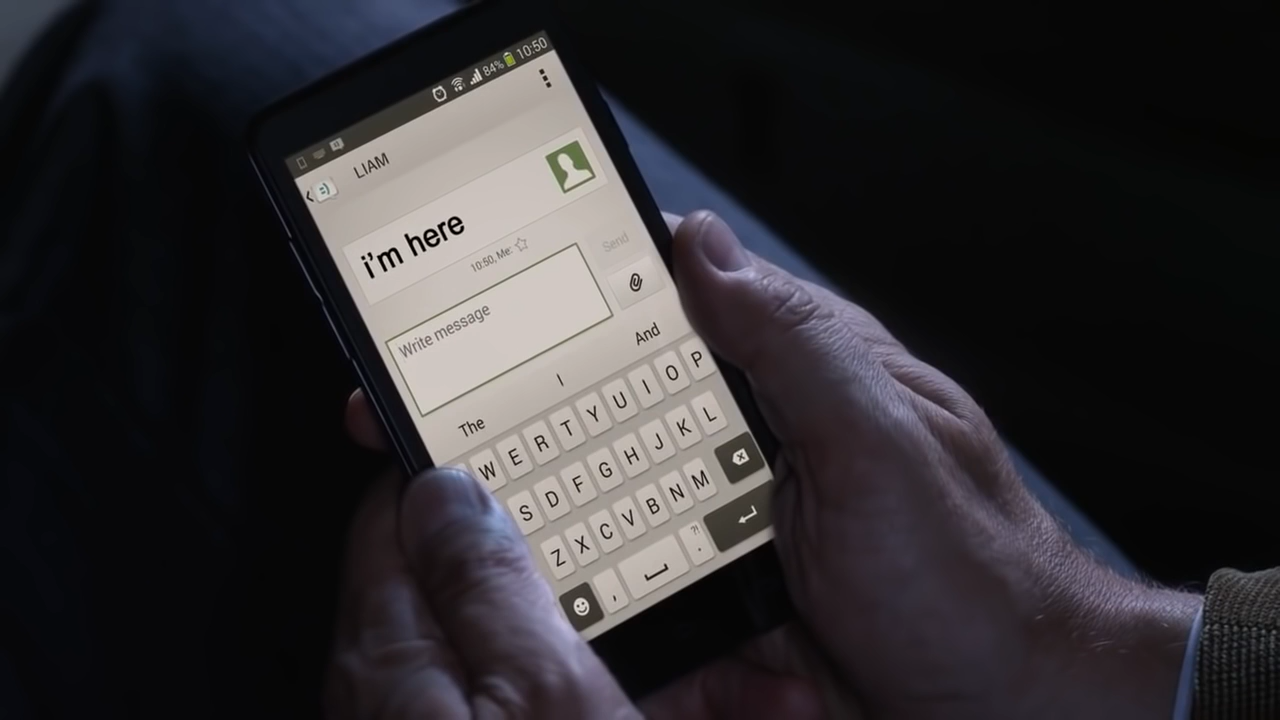 84% 10:50
LIAM
i'm here
10:50, Me:
Send
Write message
The I And
W E R T Y U I O P
S D F G H J K L
Z X C V B N M
, ?! .